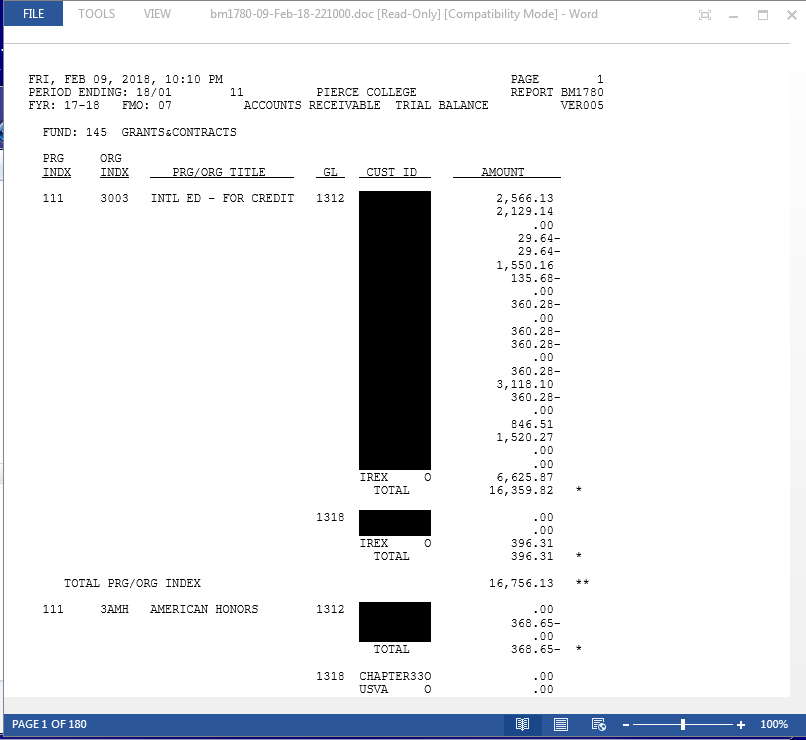 FILE TOOLS VIEW bm1780-09-Feb-18-221000.doc [Read-Only] [Compatibility Mode] - Word
FRI, FEB 09, 2018, 10:10 PM PAGE 1
PERIOD ENDING: 18/01 11 PIERCE COLLEGE REPORT BM1780
FYR: 17-18 FMO: 07 ACCOUNTS RECEIVABLE TRIAL BALANCE VER005
FUND: 145 GRANTS&CONTRACTS
PRG ORG
INDX INDX PRG/ORG TITLE GL CUST ID AMOUNT
111 3003 INTL ED - FOR CREDIT 1312 2,566.13
2,129.14
.00
29.64-
29.64-
1,550.16
135.68-
.00
360.28-
.00
360.28-
360.28-
.00
360.28-
3,118.10
360.28-
.00
846.51
1,520.27
.00
.00
IREX O 6,625.87
TOTAL 16,359.82 *
1318 .00
.00
IREX O 396.31
TOTAL 396.31 *
TOTAL PRG/ORG INDEX 16,756.13 **
111 3AMH AMERICAN HONORS 1312 .00
368.65-
.00
TOTAL 368.65- *
1318 CHAPTER33O .00
USVA O .00
PAGE 1 OF 180 100%